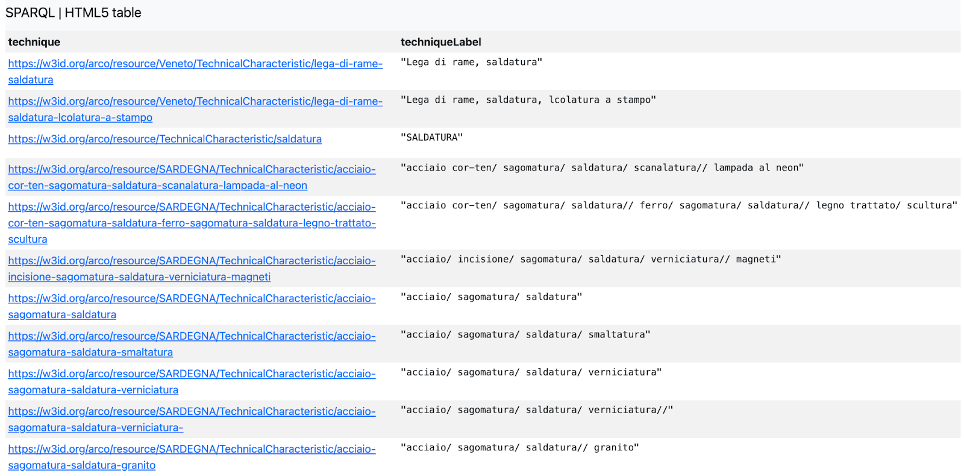 SPARQL | HTML5 table
technique techniqueLabel
https://w3id.org/arco/resource/Veneto/TechnicalCharacteristic/lega-di-rame- "Lega di rame, saldatura"
saldatura
https://w3id.org/arco/resource/Veneto/TechnicalCharacteristic/lega-di-rame- "Lega di rame, saldatura, lcolatura a stampo"
saldatura-lcolatura-a-stampo
https://w3id.org/arco/resource/TechnicalCharacteristic/saldatura "SALDATURA"
https://w3id.org/arco/resource/SARDEGNA/TechnicalCharacteristic/acciaio- "acciaio cor-ten/ sagomatura/ saldatura/ scanalatura// lampada al neon"
cor-ten-sagomatura-saldatura-scanalatura-lampada-al-neon
https://w3id.org/arco/resource/SARDEGNA/TechnicalCharacteristic/acciaio- "acciaio cor-ten/ sagomatura/ saldatura// ferro/ sagomatura/ saldatura// legno trattato/ scultura"
cor-ten-sagomatura-saldatura-ferro-sagomatura-saldatura-legno-trattato-
scultura
https://w3id.org/arco/resource/SARDEGNA/TechnicalCharacteristic/acciaio- "acciaio/ incisione/ sagomatura/ saldatura/ verniciatura// magneti"
incisione-sagomatura-saldatura-verniciatura-magneti
https://w3id.org/arco/resource/SARDEGNA/TechnicalCharacteristic/acciaio- "acciaio/ sagomatura/ saldatura"
sagomatura-saldatura
https://w3id.org/arco/resource/SARDEGNA/TechnicalCharacteristic/acciaio- "acciaio/ sagomatura/ saldatura/ smaltatura"
sagomatura-saldatura-smaltatura
https://w3id.org/arco/resource/SARDEGNA/TechnicalCharacteristic/acciaio- "acciaio/ sagomatura/ saldatura/ verniciatura"
sagomatura-saldatura-verniciatura
https://w3id.org/arco/resource/SARDEGNA/TechnicalCharacteristic/acciaio- "acciaio/ sagomatura/ saldatura/ verniciatura//"
sagomatura-saldatura-verniciatura-
https://w3id.org/arco/resource/SARDEGNA/TechnicalCharacteristic/acciaio- "acciaio/ sagomatura/ saldatura// granito"
sagomatura-saldatura-granito